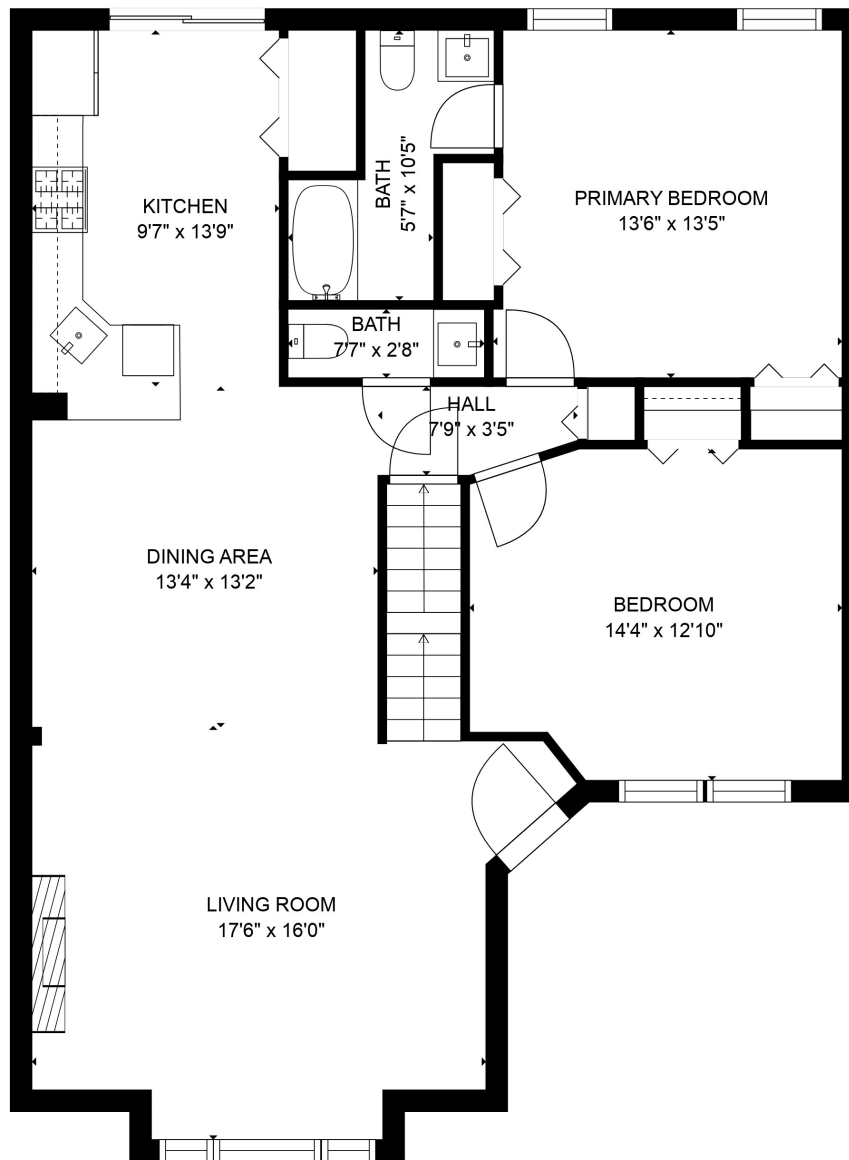 KITCHEN
9'7" x 13'9"
BATH
5'7" x 10'5"
PRIMARY BEDROOM
13'6" x 13'5"
BATH
7'7" x 2'8"
HALL
7'9" x 3'5"
DINING AREA
13'4" x 13'2"
BEDROOM
14'4" x 12'10"
LIVING ROOM
17'6" x 16'0"